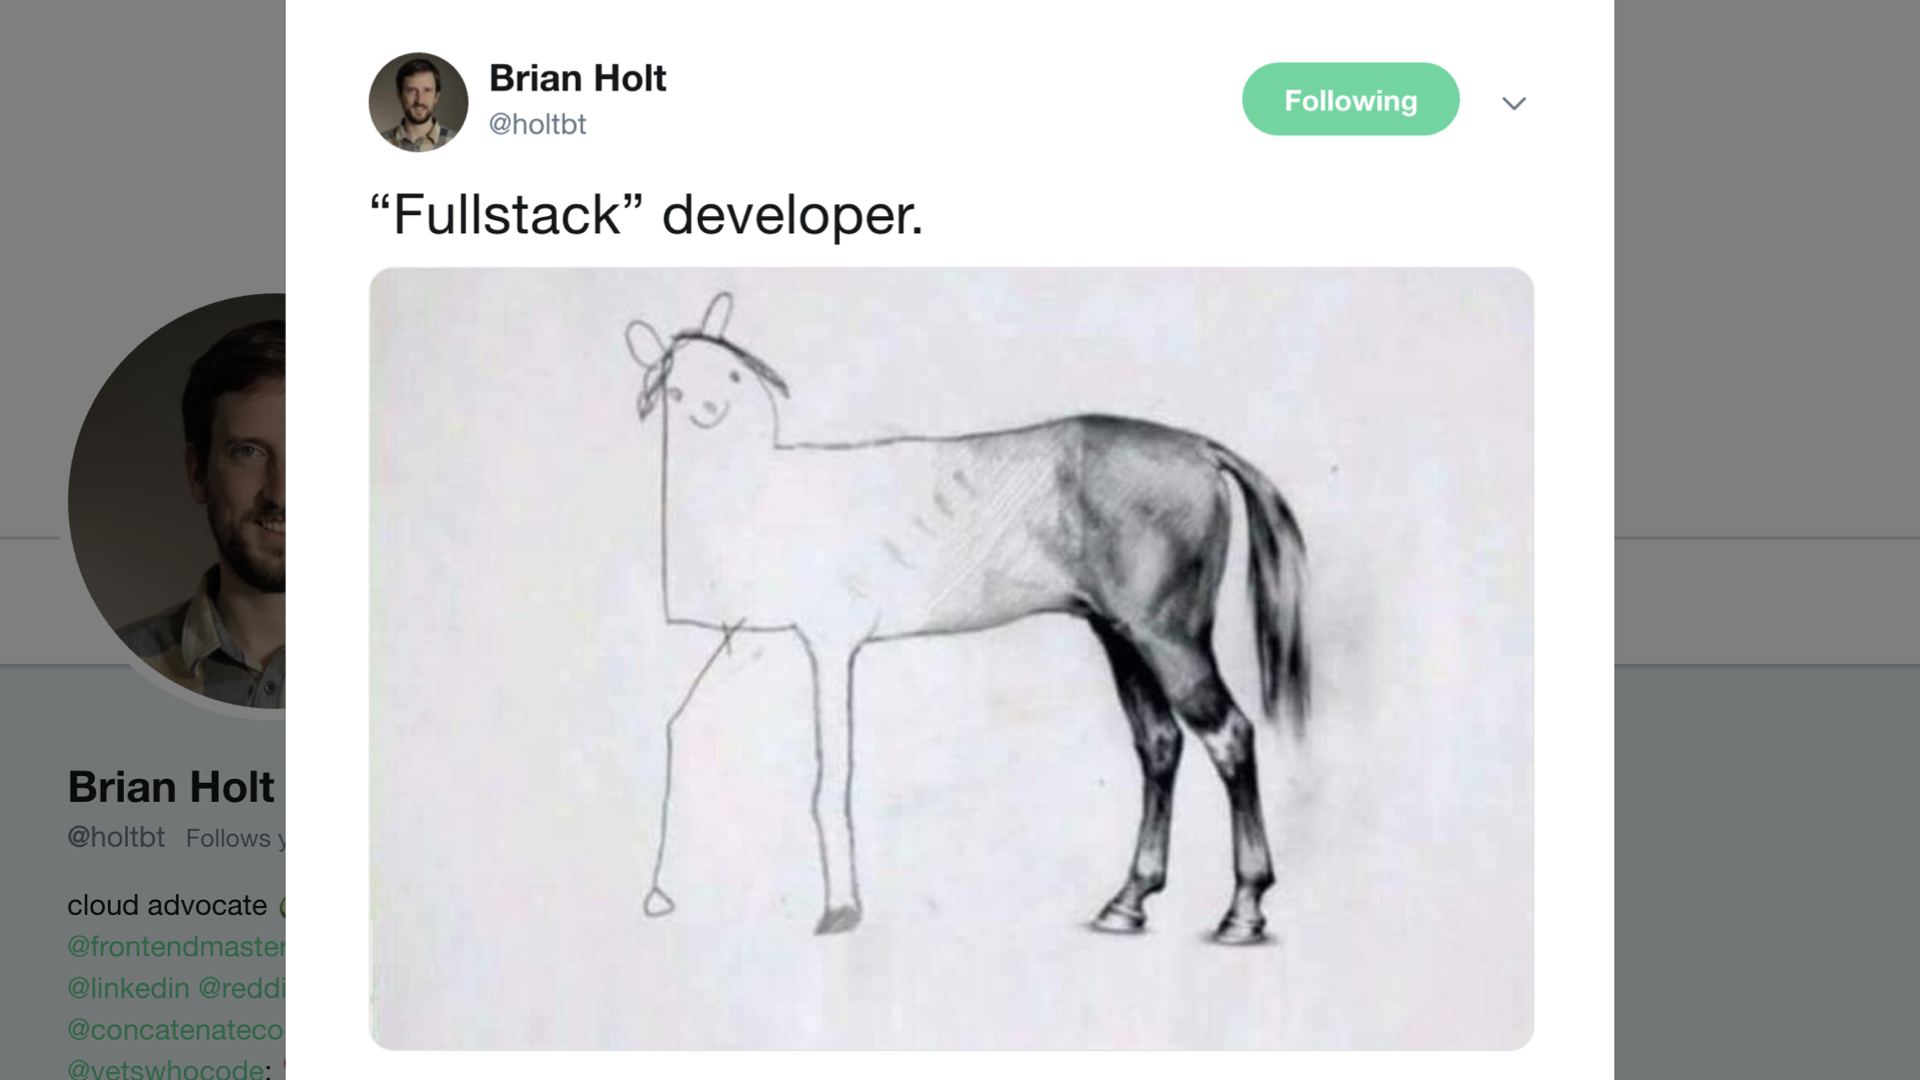 Brian Holt
@holtbt
Following
“Fullstack” developer.
Brian Holt
@holtbt Follows
cloud advocate
@frontendmaster
@linkedin @reddi
@concatenateco
@vetswhocode: